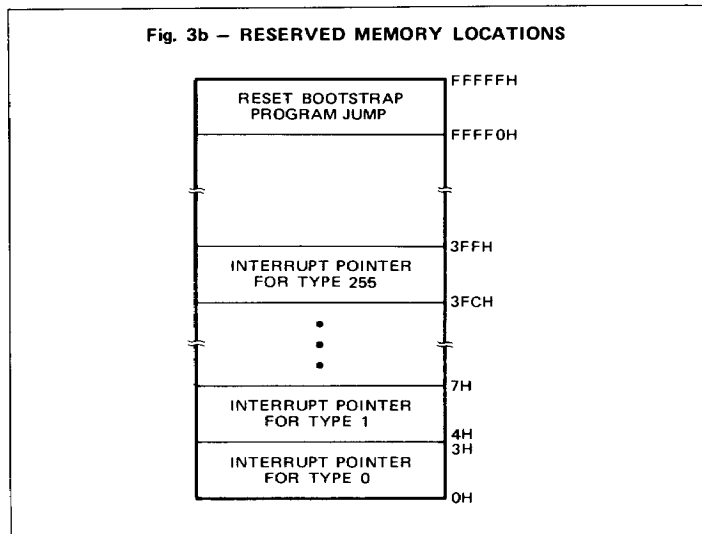 Fig. 3b – RESERVED MEMORY LOCATIONS
FFFFFH
RESET BOOTSTRAP
PROGRAM JUMP
FFFF0H
3FFH
INTERRUPT POINTER
FOR TYPE 255
3FCH
7H
INTERRUPT POINTER
FOR TYPE 1
4H
3H
INTERRUPT POINTER
FOR TYPE 0
0H